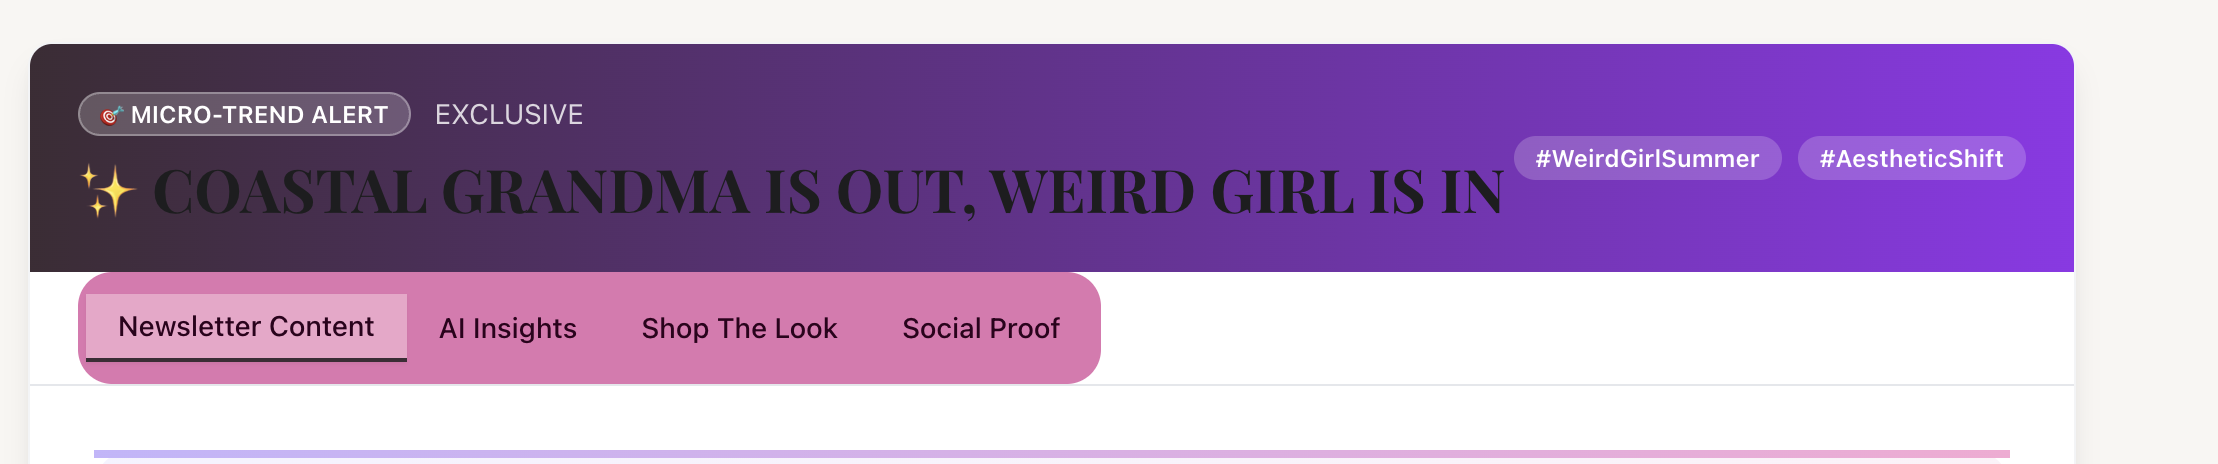 🎯 MICRO-TREND ALERT EXCLUSIVE
✨ COASTAL GRANDMA IS OUT, WEIRD GIRL IS IN
#WeirdGirlSummer #AestheticShift
Newsletter Content AI Insights Shop The Look Social Proof